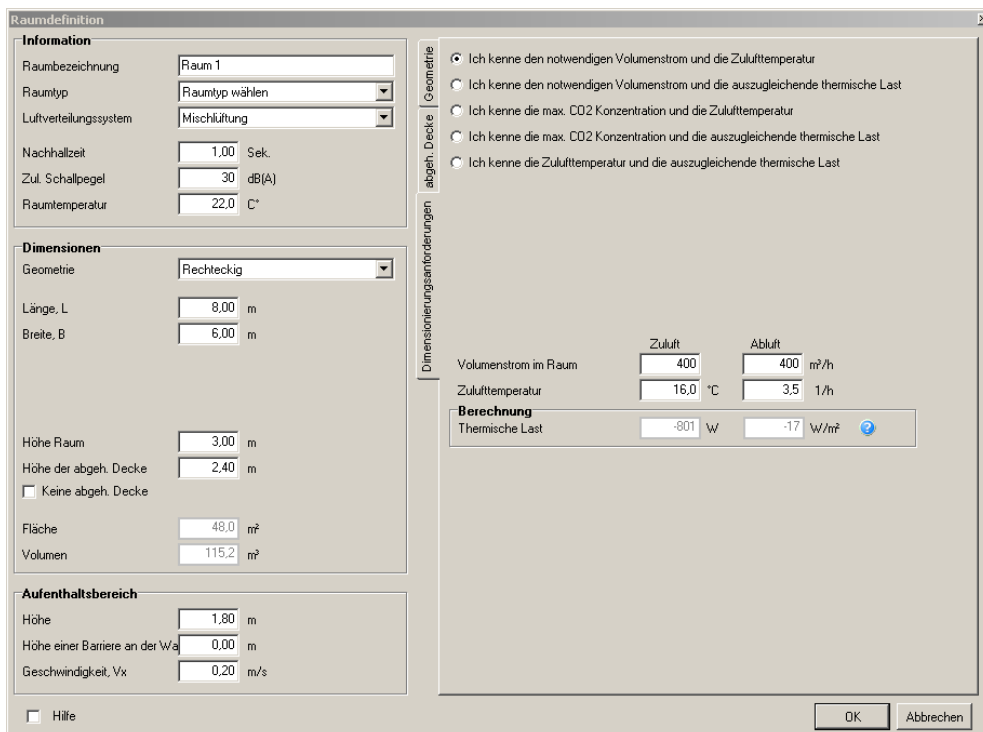 Raumdefinition
Information
Raumbezeichnung Raum 1
Raumtyp Raumtyp wählen
Luftverteilungssystem Mischlüftung
Nachhallzeit 1,00 Sek.
Zul. Schallpegel 30 dB(A)
Raumtemperatur 22,0 C°
Dimensionen
Geometrie Rechteckig
Länge, L 8,00 m
Breite, B 6,00 m
Höhe Raum 3,00 m
Höhe der abgeh. Decke 2,40 m
Keine abgeh. Decke
Fläche 48,0 m²
Volumen 115,2 m³
Aufenthaltsbereich
Höhe 1,80 m
Höhe einer Barriere an der Wa 0,00 m
Geschwindigkeit, Vx 0,20 m/s
Hilfe
Geometrie
abgeh. Decke
Dimensionierungsanforderungen
Ich kenne den notwendigen Volumenstrom und die Zulufttemperatur
Ich kenne den notwendigen Volumenstrom und die auszugleichende thermische Last
Ich kenne die max. CO2 Konzentration und die Zulufttemperatur
Ich kenne die max. CO2 Konzentration und die auszugleichende thermische Last
Ich kenne die Zulufttemperatur und die auszugleichende thermische Last
Zuluft Abluft
Volumenstrom im Raum 400 400 m³/h
Zulufttemperatur 16,0 °C 3,5 1/h
Berechnung
Thermische Last -801 W -17 W/m² ?
OK Abbrechen